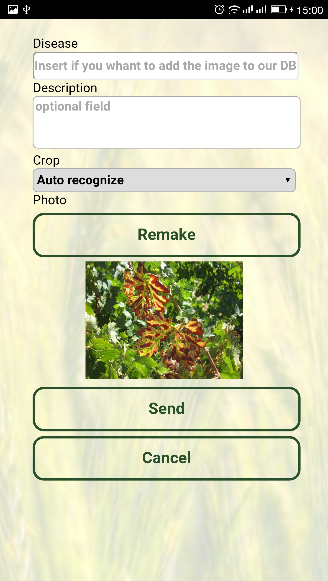 15:00
Disease
Insert if you whant to add the image to our DB
Description
optional field
Crop
Auto recognize
Photo
Remake
Send
Cancel